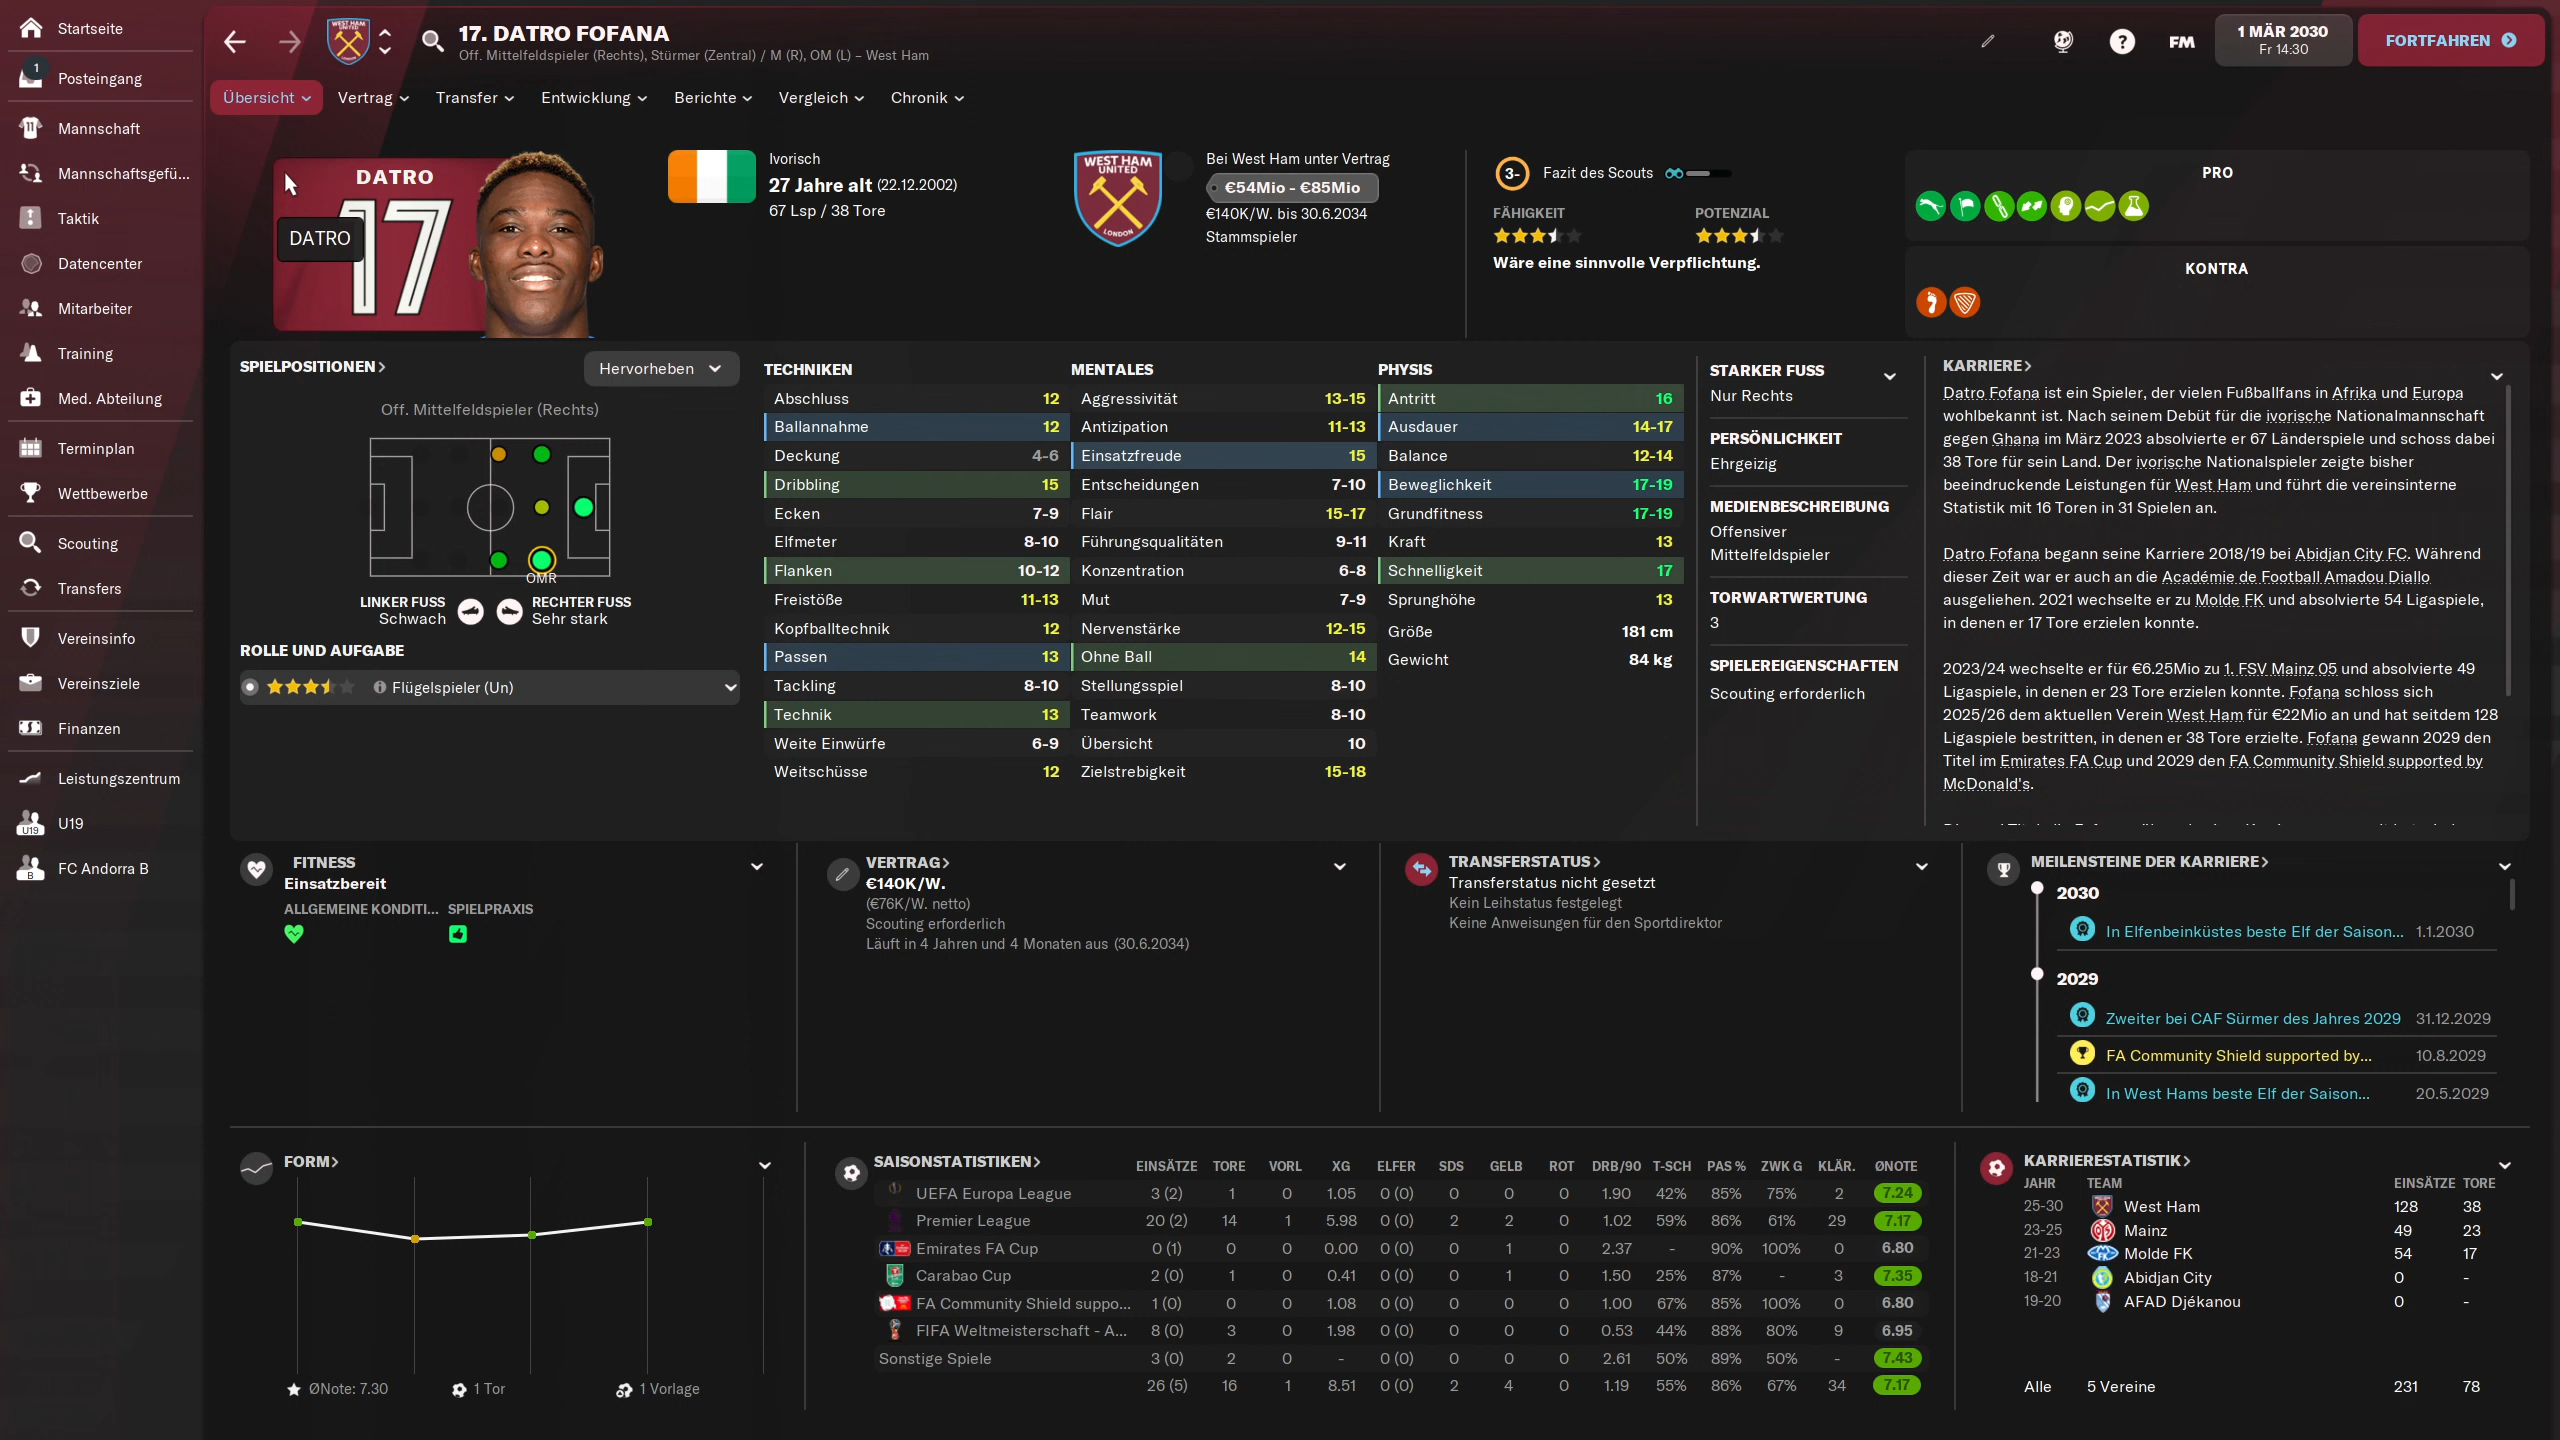 Startseite
1
Posteingang
Mannschaft
Mannschaftsgefü...
Taktik
Datencenter
Mitarbeiter
Training
Med. Abteilung
Terminplan
Wettbewerbe
Scouting
Transfers
Vereinsinfo
Vereinsziele
Finanzen
Leistungszentrum
U19
U19
B
FC Andorra B
WEST HAM UNITED
LONDON
17. DATRO FOFANA
Off. Mittelfeldspieler (Rechts), Stürmer (Zentral) / M (R), OM (L) – West Ham
?
FM
1 MÄR 2030
Fr 14:30
FORTFAHREN
Übersicht Vertrag Transfer Entwicklung Berichte Vergleich Chronik
DATRO
17
DATRO
Ivorisch
27 Jahre alt (22.12.2002)
67 Lsp / 38 Tore
WEST HAM UNITED
LONDON
Bei West Ham unter Vertrag
€54Mio - €85Mio
€140K/W. bis 30.6.2034
Stammspieler
3- Fazit des Scouts
FÄHIGKEIT POTENZIAL
Wäre eine sinnvolle Verpflichtung.
PRO
KONTRA
SPIELPOSITIONEN
Hervorheben
Off. Mittelfeldspieler (Rechts)
OMR
LINKER FUSS RECHTER FUSS
Schwach Sehr stark
ROLLE UND AUFGABE
Flügelspieler (Un)
TECHNIKEN
Abschluss 12
Ballannahme 12
Deckung 4-6
Dribbling 15
Ecken 7-9
Elfmeter 8-10
Flanken 10-12
Freistöße 11-13
Kopfballtechnik 12
Passen 13
Tackling 8-10
Technik 13
Weite Einwürfe 6-9
Weitschüsse 12
MENTALES
Aggressivität 13-15
Antizipation 11-13
Einsatzfreude 15
Entscheidungen 7-10
Flair 15-17
Führungsqualitäten 9-11
Konzentration 6-8
Mut 7-9
Nervenstärke 12-15
Ohne Ball 14
Stellungsspiel 8-10
Teamwork 8-10
Übersicht 10
Zielstrebigkeit 15-18
PHYSIS
Antritt 16
Ausdauer 14-17
Balance 12-14
Beweglichkeit 17-19
Grundfitness 17-19
Kraft 13
Schnelligkeit 17
Sprunghöhe 13
Größe 181 cm
Gewicht 84 kg
STARKER FUSS
Nur Rechts
PERSÖNLICHKEIT
Ehrgeizig
MEDIENBESCHREIBUNG
Offensiver
Mittelfeldspieler
TORWARTWERTUNG
3
SPIELEREIGENSCHAFTEN
Scouting erforderlich
KARRIERE
Datro Fofana ist ein Spieler, der vielen Fußballfans in Afrika und Europa
wohlbekannt ist. Nach seinem Debüt für die ivorische Nationalmannschaft
gegen Ghana im März 2023 absolvierte er 67 Länderspiele und schoss dabei
38 Tore für sein Land. Der ivorische Nationalspieler zeigte bisher
beeindruckende Leistungen für West Ham und führt die vereinsinterne
Statistik mit 16 Toren in 31 Spielen an.
Datro Fofana begann seine Karriere 2018/19 bei Abidjan City FC. Während
dieser Zeit war er auch an die Académie de Football Amadou Diallo
ausgeliehen. 2021 wechselte er zu Molde FK und absolvierte 54 Ligaspiele,
in denen er 17 Tore erzielen konnte.
2023/24 wechselte er für €6.25Mio zu 1. FSV Mainz 05 und absolvierte 49
Ligaspiele, in denen er 23 Tore erzielen konnte. Fofana schloss sich
2025/26 dem aktuellen Verein West Ham für €22Mio an und hat seitdem 128
Ligaspiele bestritten, in denen er 38 Tore erzielte. Fofana gewann 2029 den
Titel im Emirates FA Cup und 2029 den FA Community Shield supported by
McDonald's.
FITNESS
Einsatzbereit
ALLGEMEINE KONDITI... SPIELPRAXIS
VERTRAG
€140K/W.
(€76K/W. netto)
Scouting erforderlich
Läuft in 4 Jahren und 4 Monaten aus (30.6.2034)
TRANSFERSTATUS
Transferstatus nicht gesetzt
Kein Leihstatus festgelegt
Keine Anweisungen für den Sportdirektor
MEILENSTEINE DER KARRIERE
2030
In Elfenbeinküstes beste Elf der Saison... 1.1.2030
2029
Zweiter bei CAF Sürmer des Jahres 2029 31.12.2029
FA Community Shield supported by... 10.8.2029
In West Hams beste Elf der Saison... 20.5.2029
FORM
ØNote: 7.30 1 Tor 1 Vorlage
SAISONSTATISTIKEN EINSÄTZE TORE VORL XG ELFER SDS GELB ROT DRB/90 T-SCH PAS % ZWK G KLÄR. ØNOTE
UEFA Europa League 3 (2) 1 0 1.05 0 (0) 0 0 0 1.90 42% 85% 75% 2 7.24
Premier League 20 (2) 14 1 5.98 0 (0) 2 2 0 1.02 59% 86% 61% 29 7.17
Emirates FA Cup 0 (1) 0 0 0.00 0 (0) 0 1 0 2.37 - 90% 100% 0 6.80
Carabao Cup 2 (0) 1 0 0.41 0 (0) 0 1 0 1.50 25% 87% - 3 7.35
FA Community Shield suppo... 1 (0) 0 0 1.08 0 (0) 0 0 0 1.00 67% 85% 100% 0 6.80
FIFA Weltmeisterschaft - A... 8 (0) 3 0 1.98 0 (0) 0 0 0 0.53 44% 88% 80% 9 6.95
Sonstige Spiele 3 (0) 2 0 - 0 (0) 0 0 0 2.61 50% 89% 50% - 7.43
26 (5) 16 1 8.51 0 (0) 2 4 0 1.19 55% 86% 67% 34 7.17
KARRIERESTATISTIK
JAHR TEAM EINSÄTZE TORE
25-30 West Ham 128 38
23-25 Mainz 49 23
21-23 Molde FK 54 17
18-21 Abidjan City 0 -
19-20 AFAD Djékanou 0 -
Alle 5 Vereine 231 78